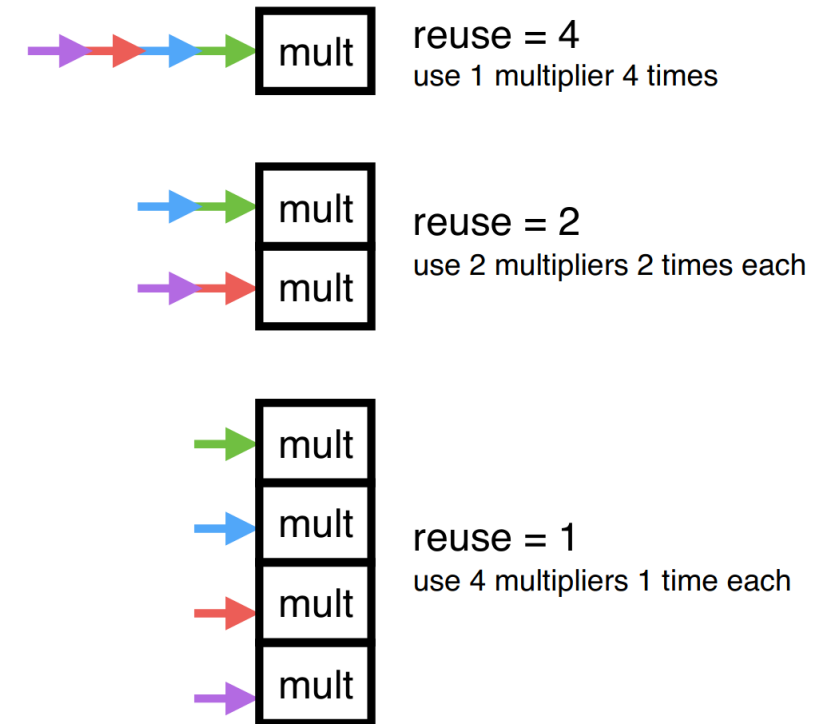 mult
reuse = 4
use 1 multiplier 4 times
mult
mult
reuse = 2
use 2 multipliers 2 times each
mult
mult
mult
mult
reuse = 1
use 4 multipliers 1 time each